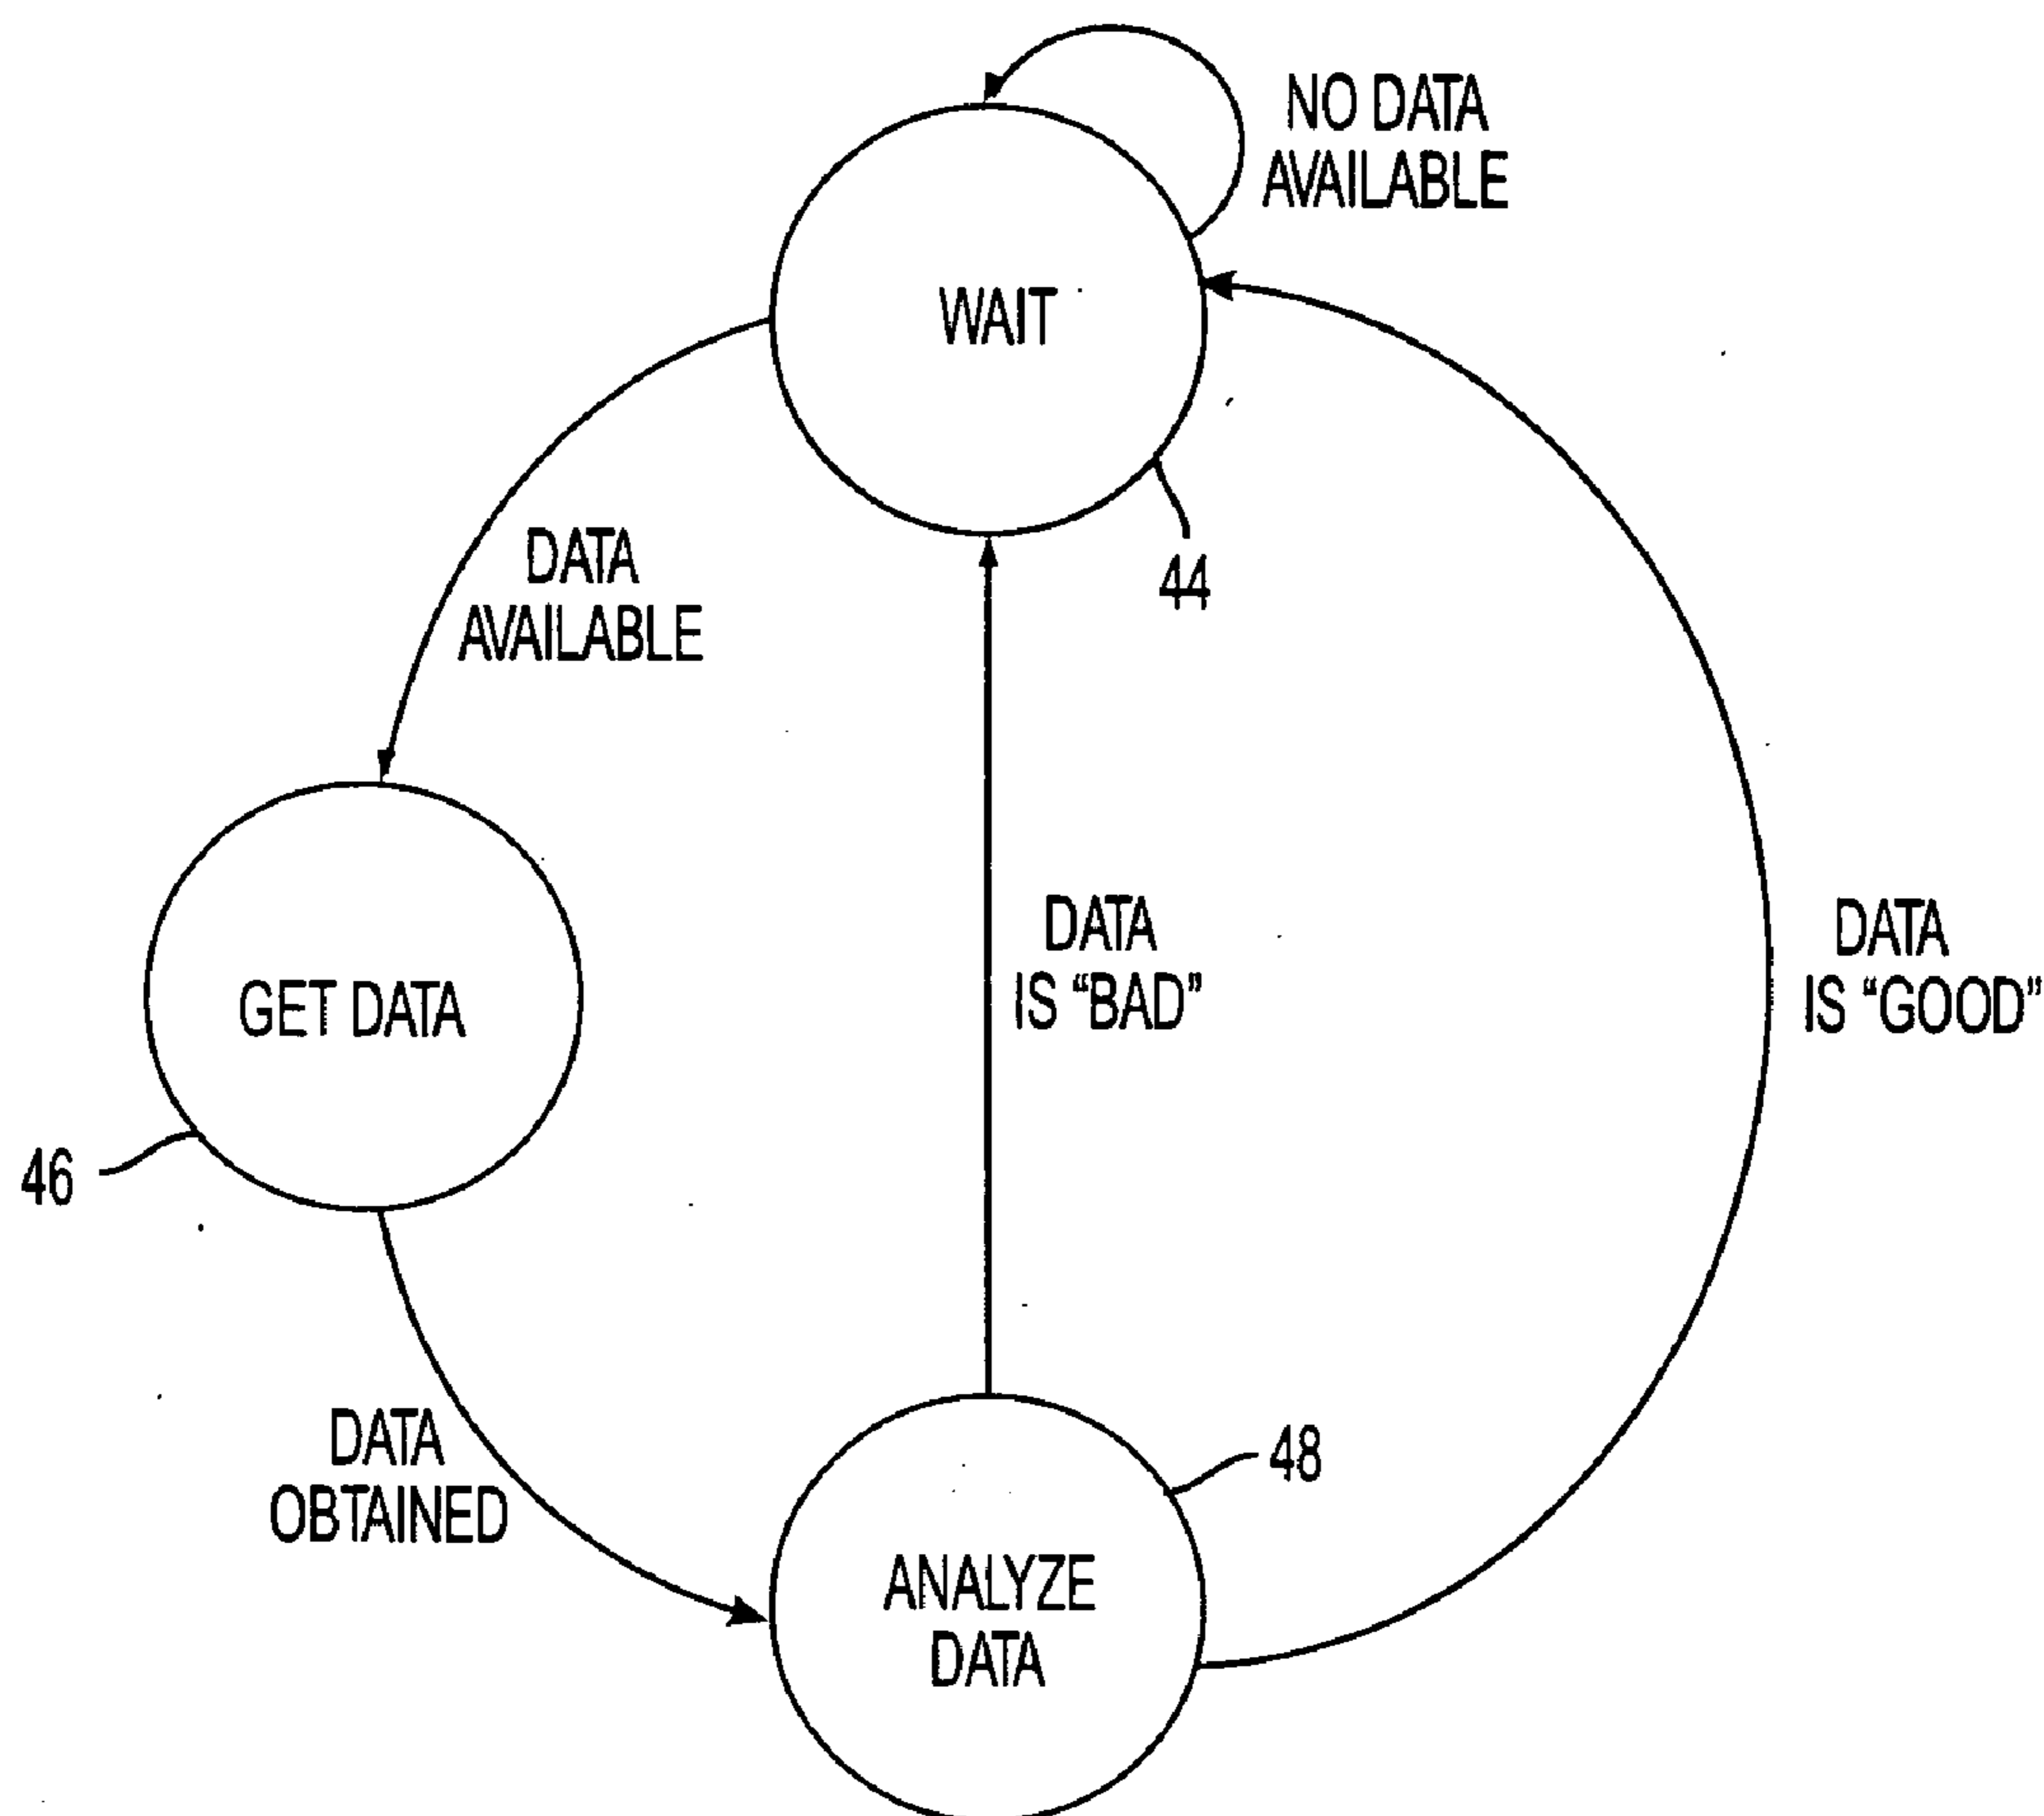 NO DATA
AVAILABLE
WAIT
44
DATA
AVAILABLE
GET DATA
46
DATA
IS “BAD”
DATA
IS “GOOD”
DATA
OBTAINED
48
ANALYZE
DATA